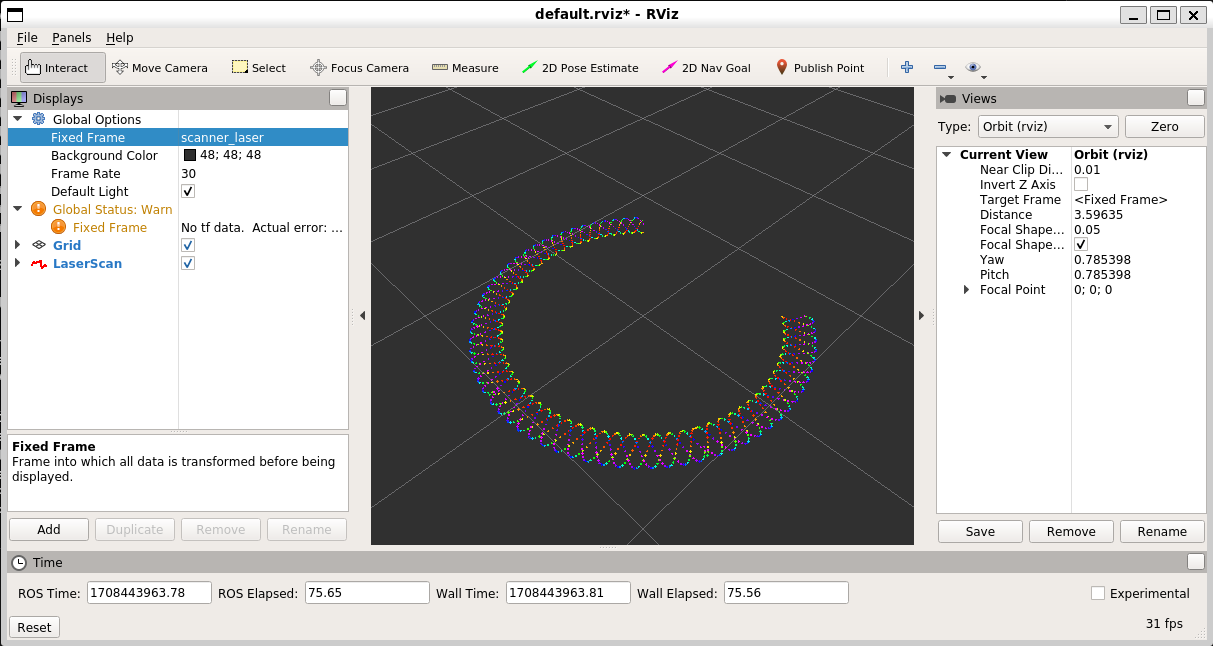 default.rviz* - RViz
File Panels Help
Interact Move Camera Select Focus Camera Measure 2D Pose Estimate 2D Nav Goal Publish Point
Displays
Global Options
Fixed Frame scanner_laser
Background Color 48; 48; 48
Frame Rate 30
Default Light
Global Status: Warn
Fixed Frame No tf data. Actual error: ...
Grid
LaserScan
Fixed Frame
Frame into which all data is transformed before being
displayed.
Add Duplicate Remove Rename
Views
Type: Orbit (rviz) Zero
Current View Orbit (rviz)
Near Clip Di... 0.01
Invert Z Axis
Target Frame <Fixed Frame>
Distance 3.59635
Focal Shape... 0.05
Focal Shape...
Yaw 0.785398
Pitch 0.785398
Focal Point 0; 0; 0
Save Remove Rename
Time
ROS Time: 1708443963.78 ROS Elapsed: 75.65 Wall Time: 1708443963.81 Wall Elapsed: 75.56 Experimental
Reset 31 fps